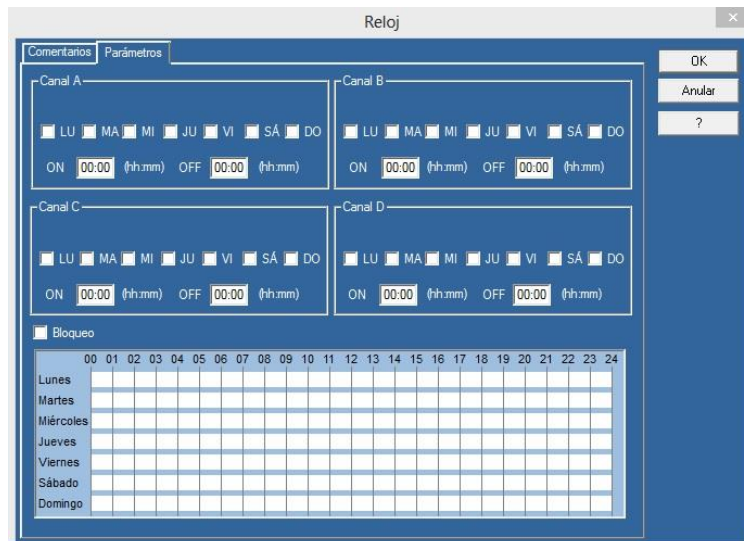 Reloj
Comentarios Parámetros
OK
Anular
?
Canal A
LU MA MI JU VI SÁ DO
ON 00:00 (hh:mm) OFF 00:00 (hh:mm)
Canal B
LU MA MI JU VI SÁ DO
ON 00:00 (hh:mm) OFF 00:00 (hh:mm)
Canal C
LU MA MI JU VI SÁ DO
ON 00:00 (hh:mm) OFF 00:00 (hh:mm)
Canal D
LU MA MI JU VI SÁ DO
ON 00:00 (hh:mm) OFF 00:00 (hh:mm)
Bloqueo
00 01 02 03 04 05 06 07 08 09 10 11 12 13 14 15 16 17 18 19 20 21 22 23 24
Lunes
Martes
Miércoles
Jueves
Viernes
Sábado
Domingo